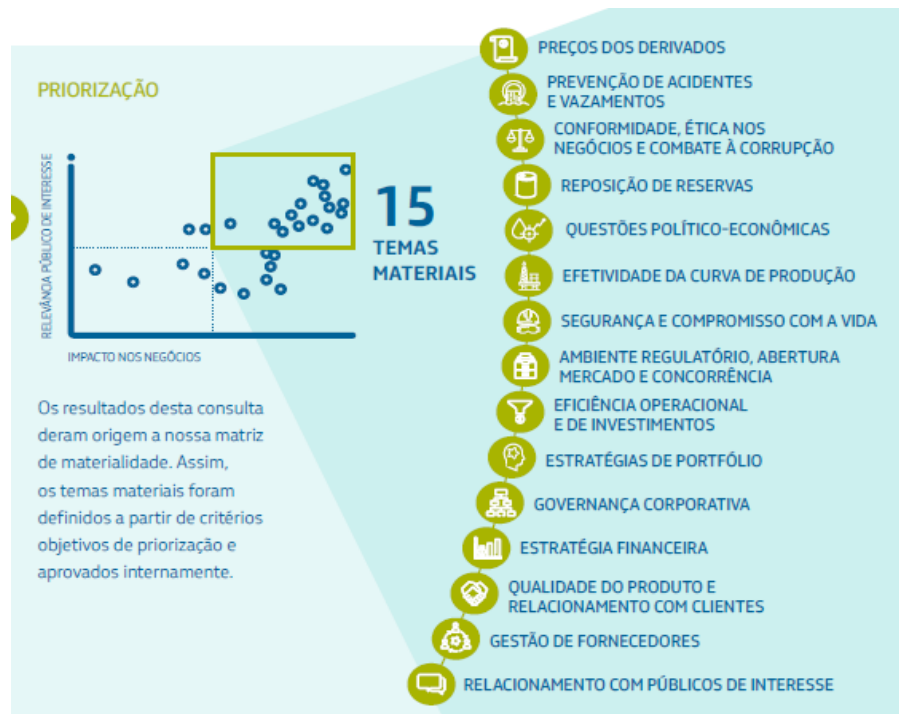 PRIORIZAÇÃO
RELEVÂNCIA PÚBLICO DE INTERESSE
IMPACTO NOS NEGÓCIOS
15
TEMAS
MATERIAIS
Os resultados desta consulta
deram origem a nossa matriz
de materialidade. Assim,
os temas materiais foram
definidos a partir de critérios
objetivos de priorização e
aprovados internamente.
PREÇOS DOS DERIVADOS
PREVENÇÃO DE ACIDENTES
E VAZAMENTOS
CONFORMIDADE, ÉTICA NOS
NEGÓCIOS E COMBATE À CORRUPÇÃO
REPOSIÇÃO DE RESERVAS
QUESTÕES POLÍTICO-ECONÔMICAS
EFETIVIDADE DA CURVA DE PRODUÇÃO
SEGURANÇA E COMPROMISSO COM A VIDA
AMBIENTE REGULATÓRIO, ABERTURA
MERCADO E CONCORRÊNCIA
EFICIÊNCIA OPERACIONAL
E DE INVESTIMENTOS
ESTRATÉGIAS DE PORTFÓLIO
GOVERNANÇA CORPORATIVA
ESTRATÉGIA FINANCEIRA
QUALIDADE DO PRODUTO E
RELACIONAMENTO COM CLIENTES
GESTÃO DE FORNECEDORES
RELACIONAMENTO COM PÚBLICOS DE INTERESSE